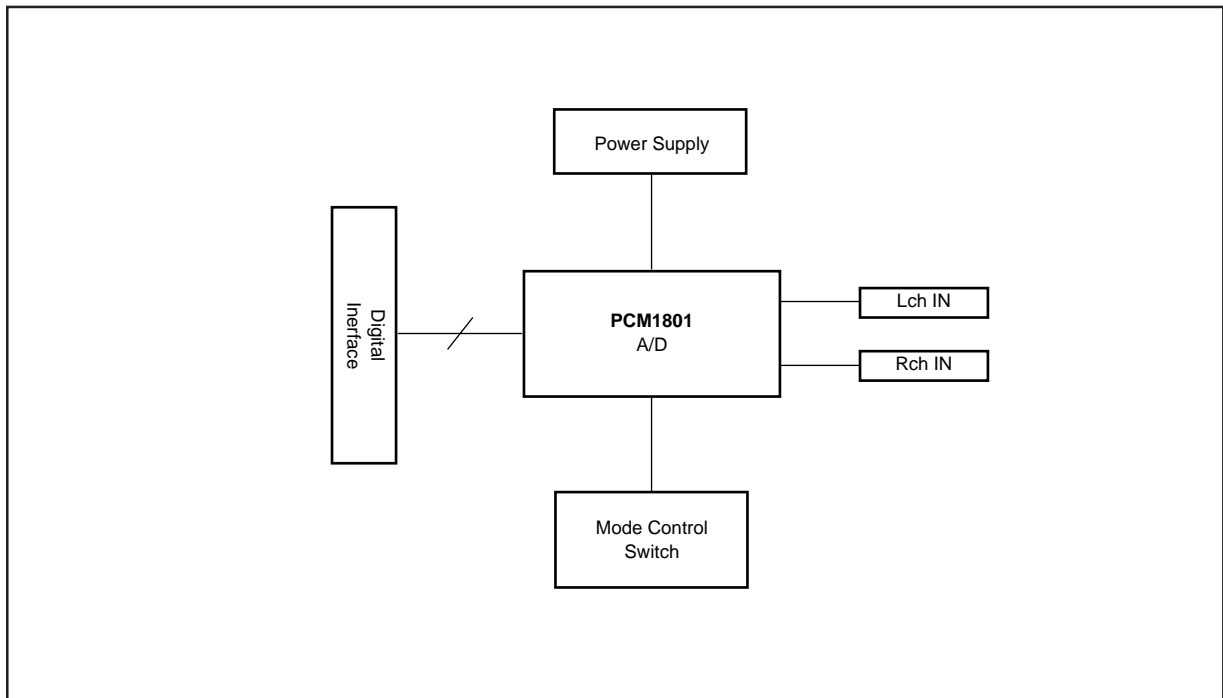 Power Supply
Digital
Inerface
PCM1801
A/D
Lch IN
Rch IN
Mode Control
Switch